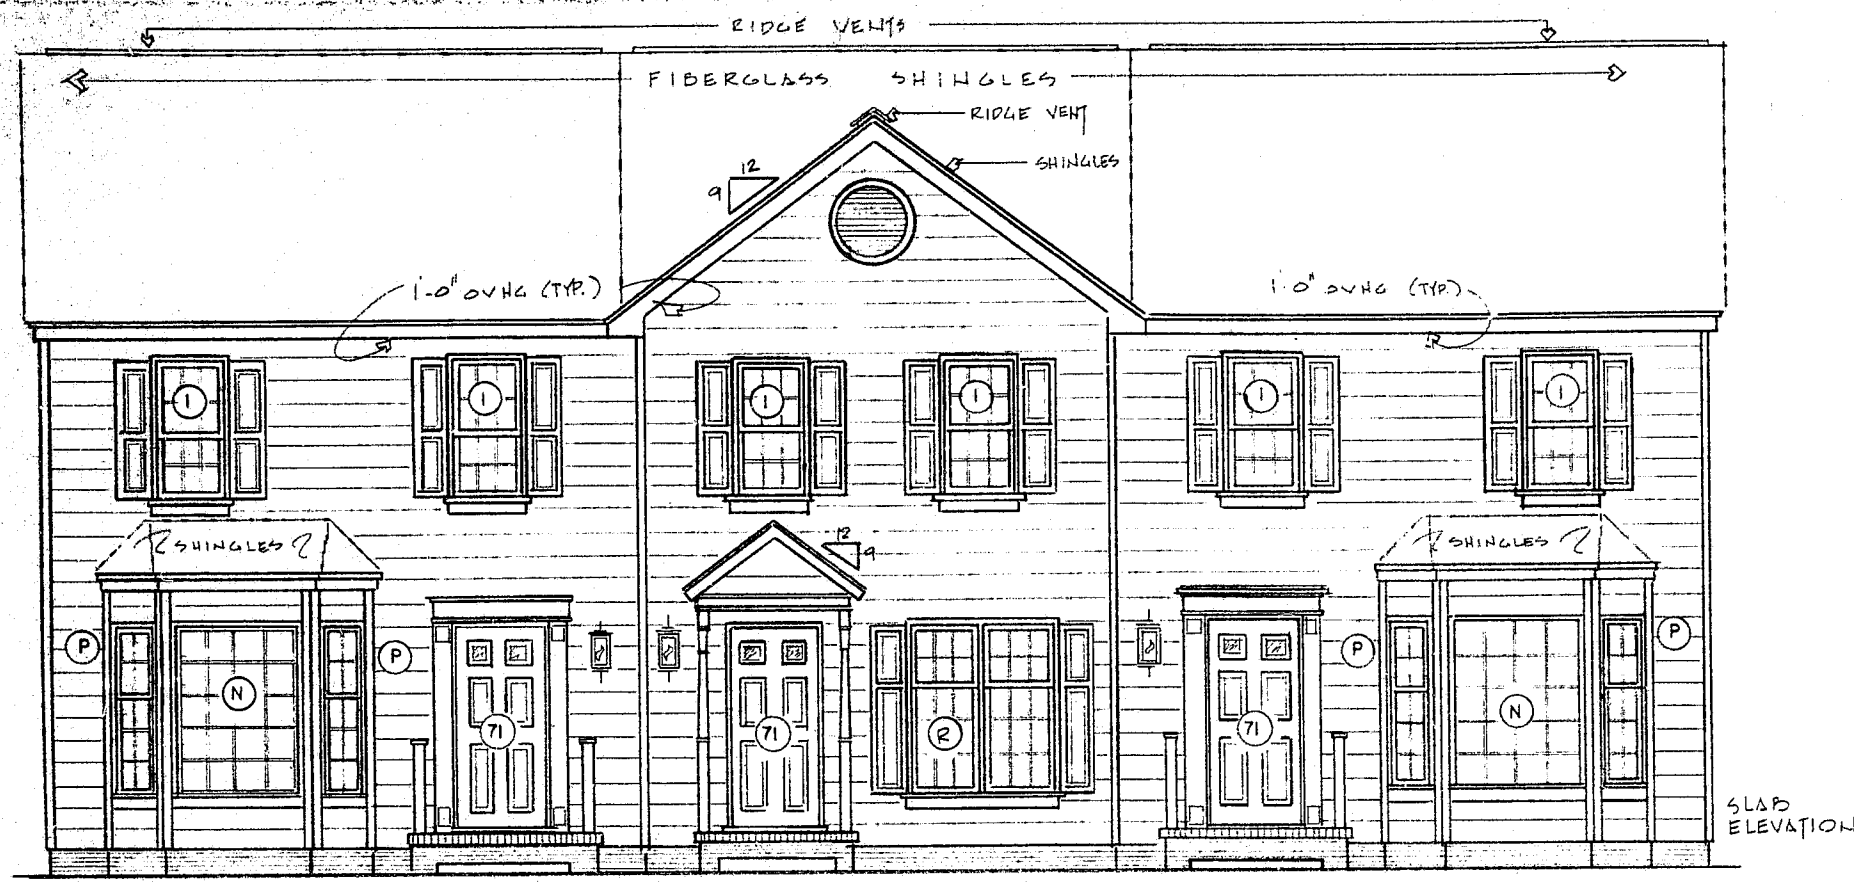 RIDGE VENTS
FIBERGLASS SHINGLES
RIDGE VENT
SHINGLES
12
9
1-0" OVHG (TYP.)
1-0" OVHG (TYP.)
1 1 1 1 1 1
SHINGLES
12
9
SHINGLES
P P P P
N 71 71 R 71 N
SLAB
ELEVATION